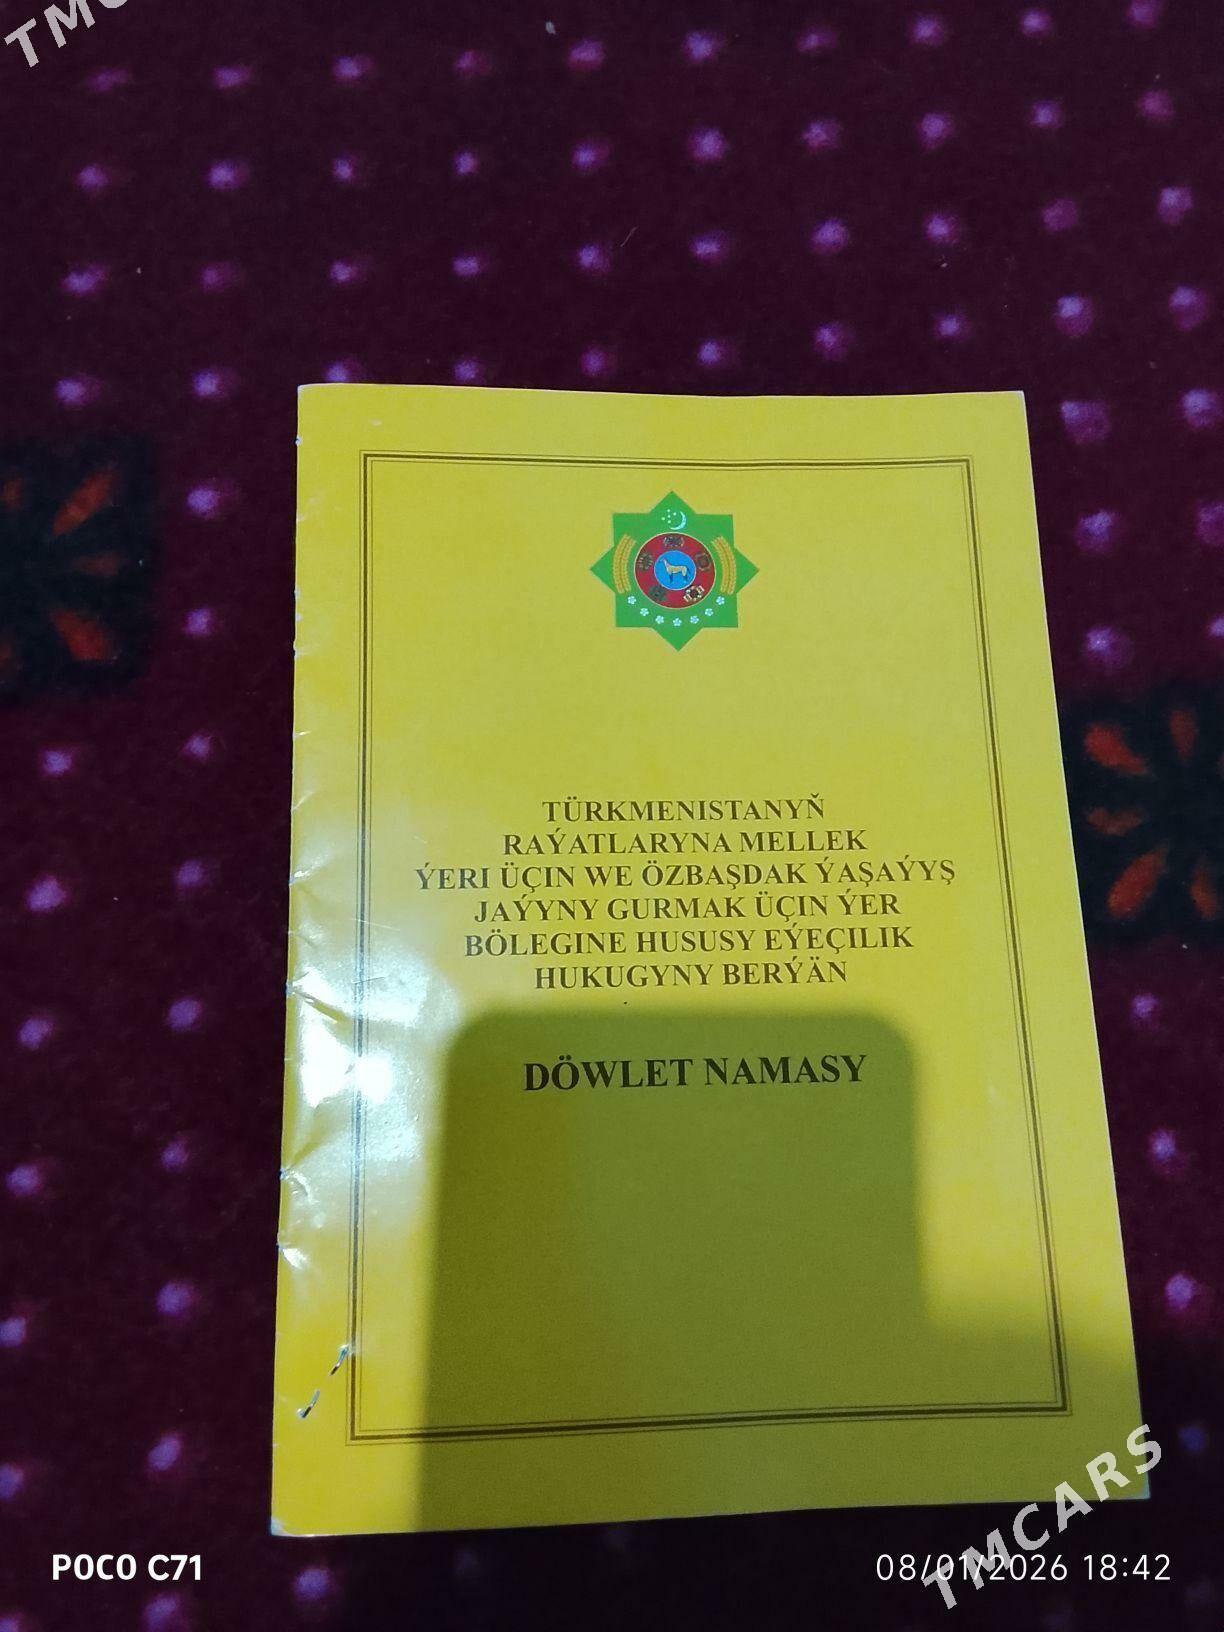 TMC
TÜRKMENISTANYŇ
RAÝATLARYNA MELLEK
ÝERI ÜÇIN WE ÖZBAŞDAK ÝAŞAÝYŞ
JAÝYNY GURMAK ÜÇIN ÝER
BÖLEGINE HUSUSY EÝEÇILIK
HUKUGYNY BERÝÄN
DÖWLET NAMASY
POCO C71
08/01/2026 18:42
TMCARS